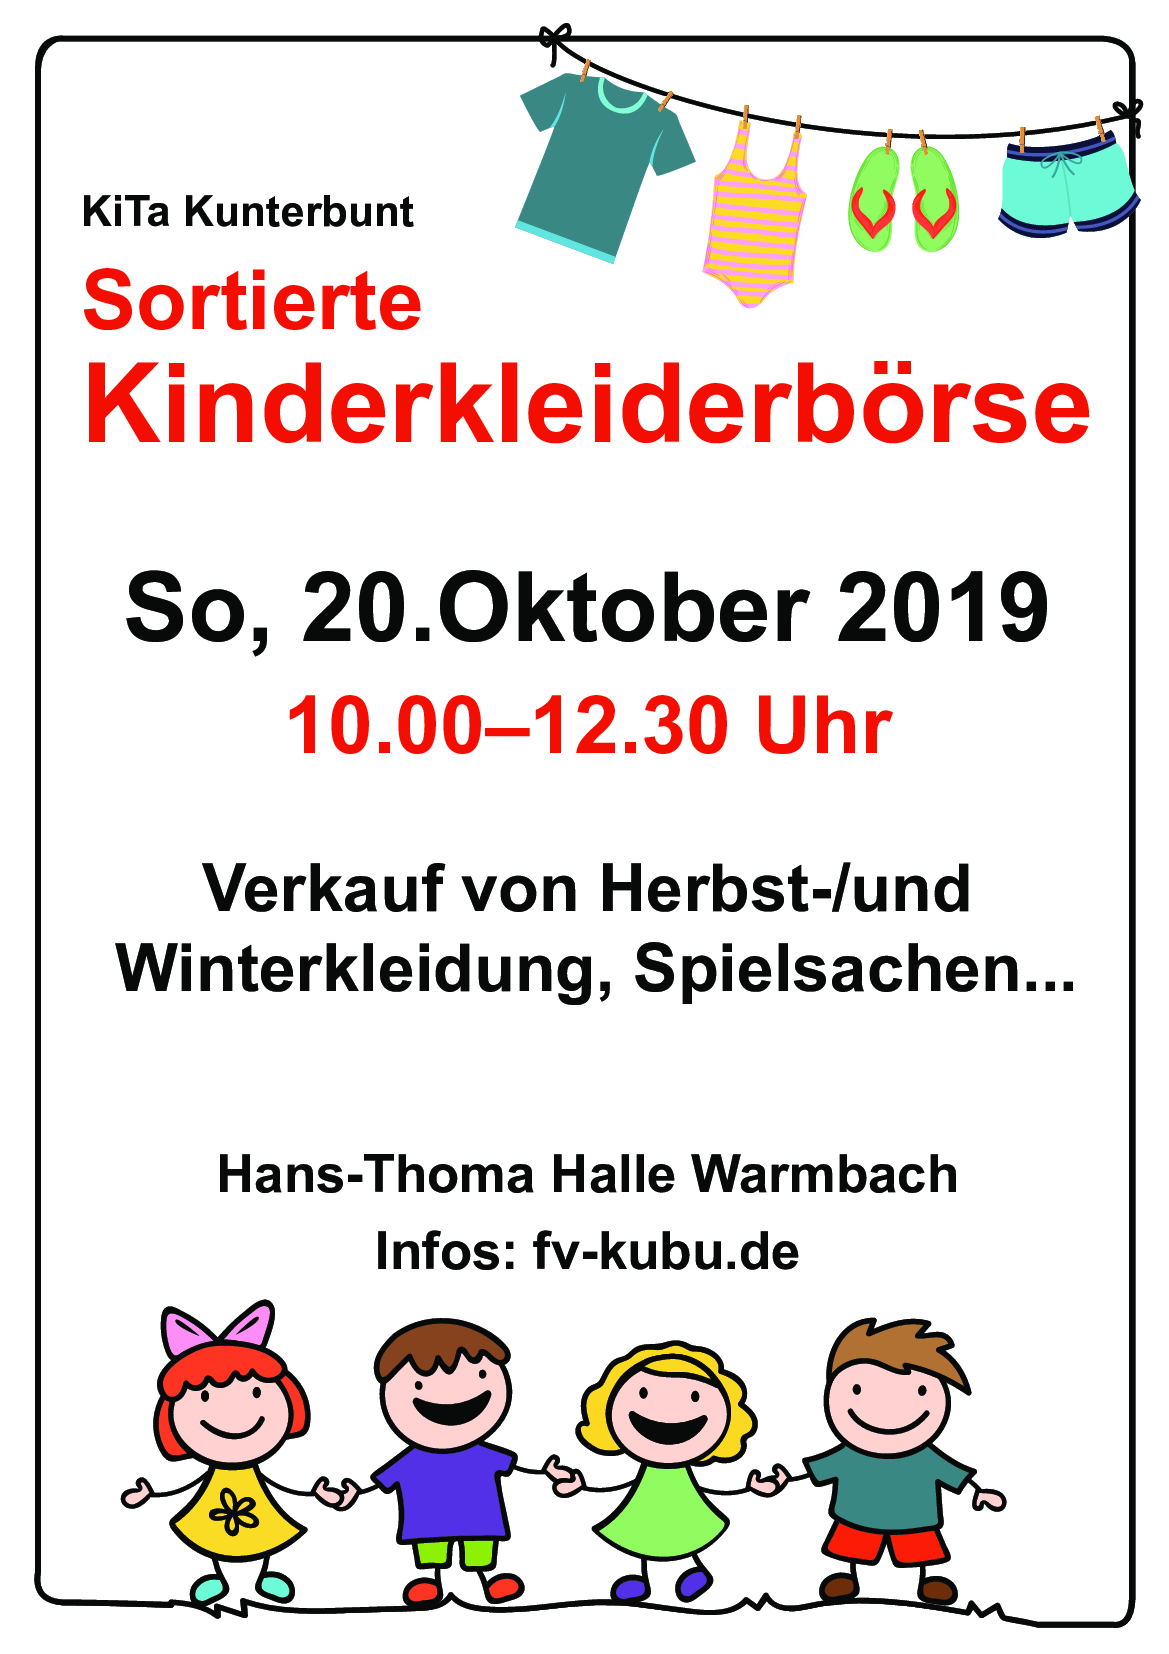 KiTa Kunterbunt
Sortierte
Kinderkleiderbörse
So, 20.Oktober 2019
10.00–12.30 Uhr
Verkauf von Herbst-/und
Winterkleidung, Spielsachen...
Hans-Thoma Halle Warmbach
Infos: fv-kubu.de